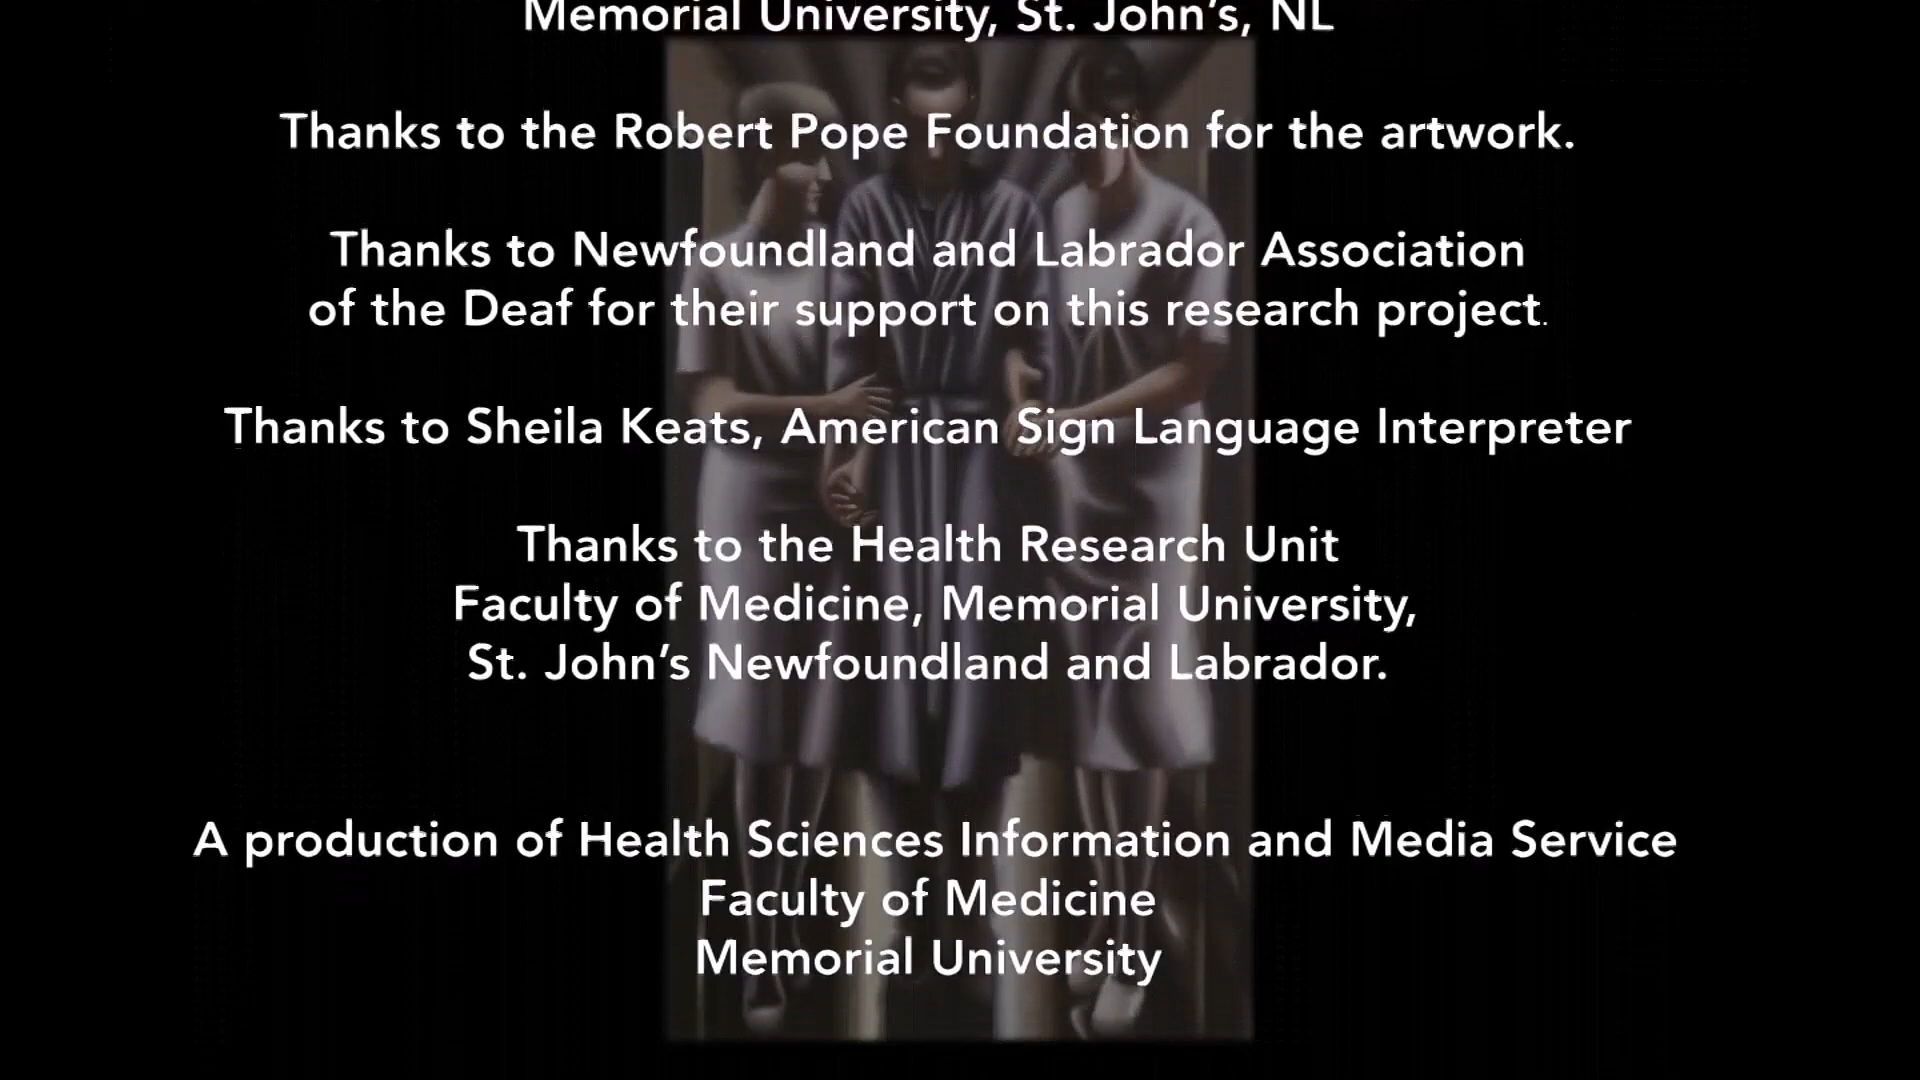 Memorial University, St. John's, NL
Thanks to the Robert Pope Foundation for the artwork.
Thanks to Newfoundland and Labrador Association
of the Deaf for their support on this research project.
Thanks to Sheila Keats, American Sign Language Interpreter
Thanks to the Health Research Unit
Faculty of Medicine, Memorial University,
St. John’s Newfoundland and Labrador.
A production of Health Sciences Information and Media Service
Faculty of Medicine
Memorial University